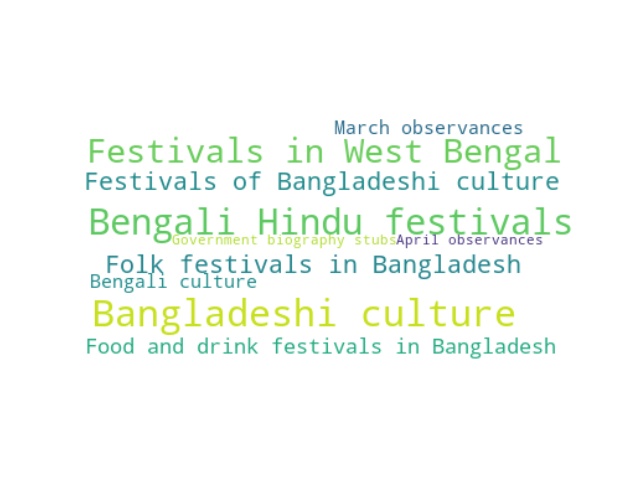 March observances
Festivals in West Bengal
Festivals of Bangladeshi culture
Bengali Hindu festivals
Government biography stubs
April observances
Folk festivals in Bangladesh
Bengali culture
Bangladeshi culture
Food and drink festivals in Bangladesh